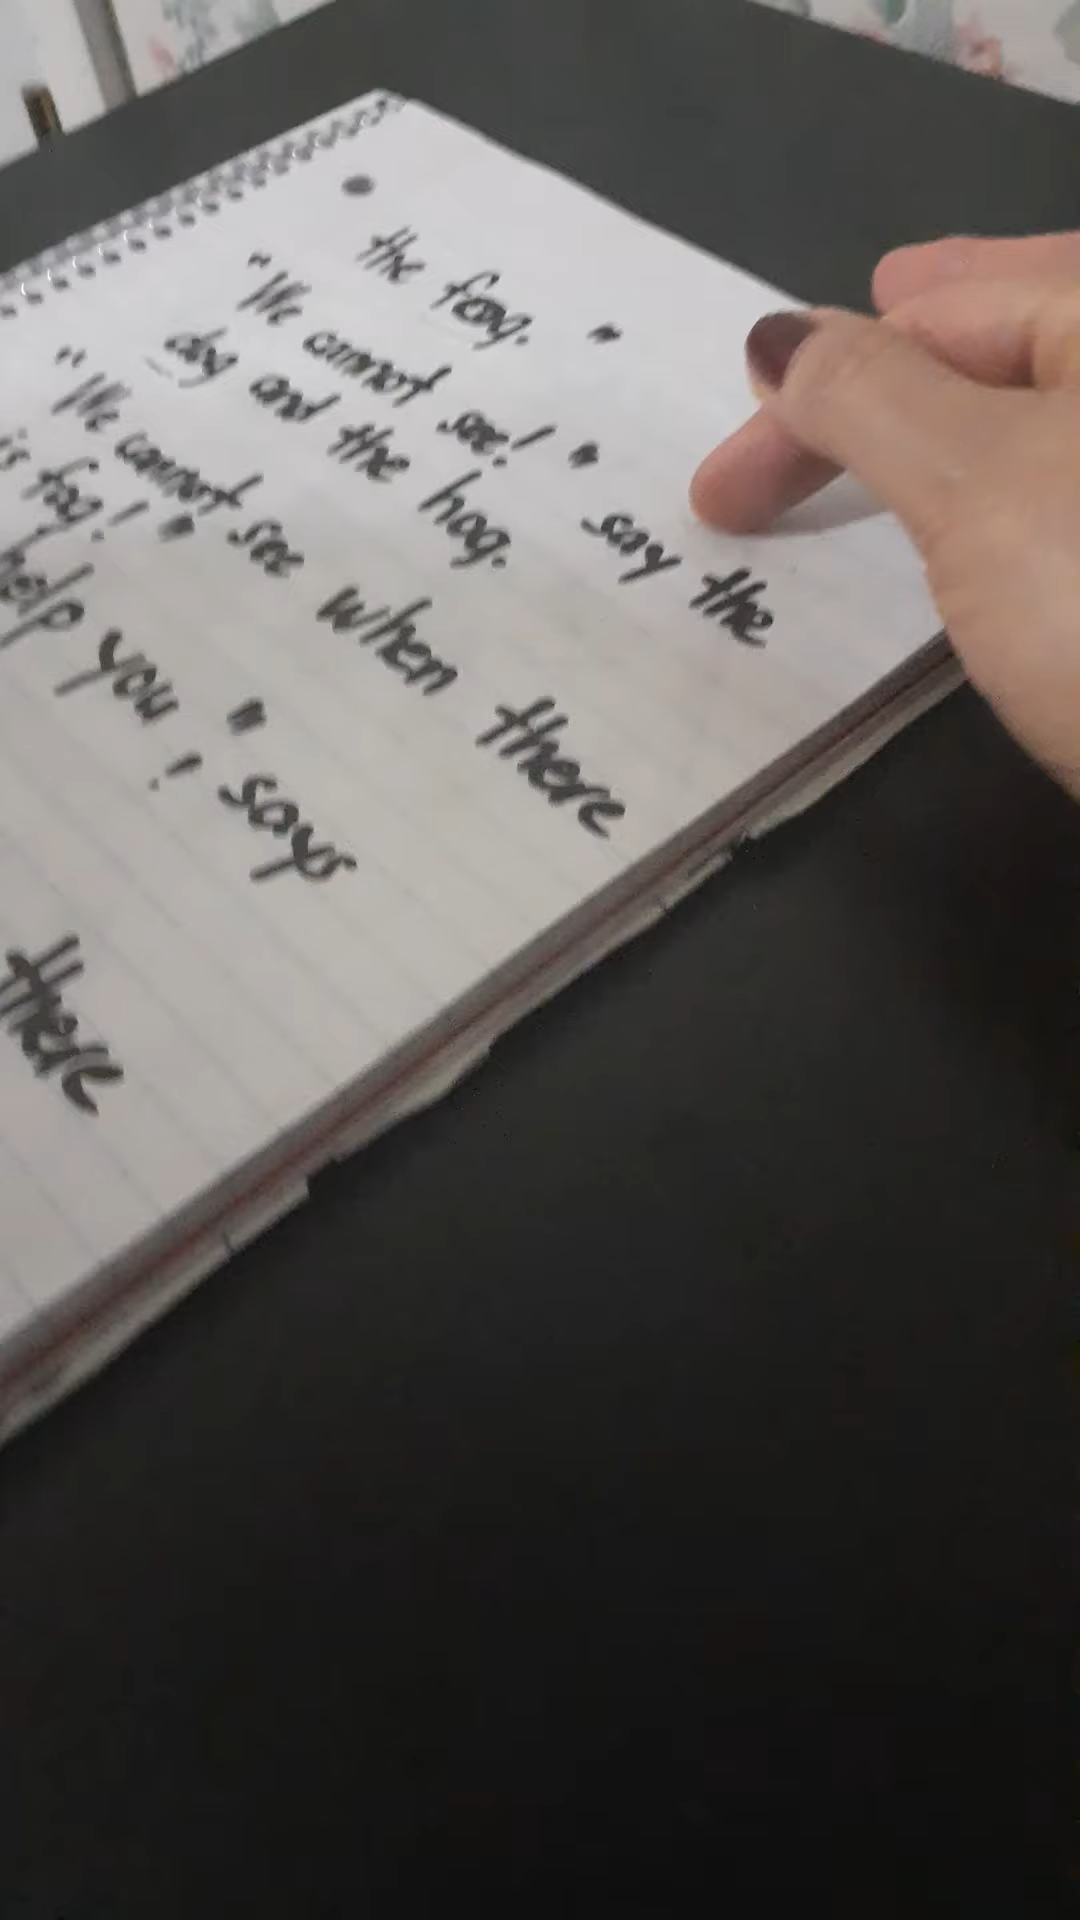 the fog. "
"We cannot see!" say the
dog and the hog.
"We cannot see when there
is fog!"
help you!" says
there